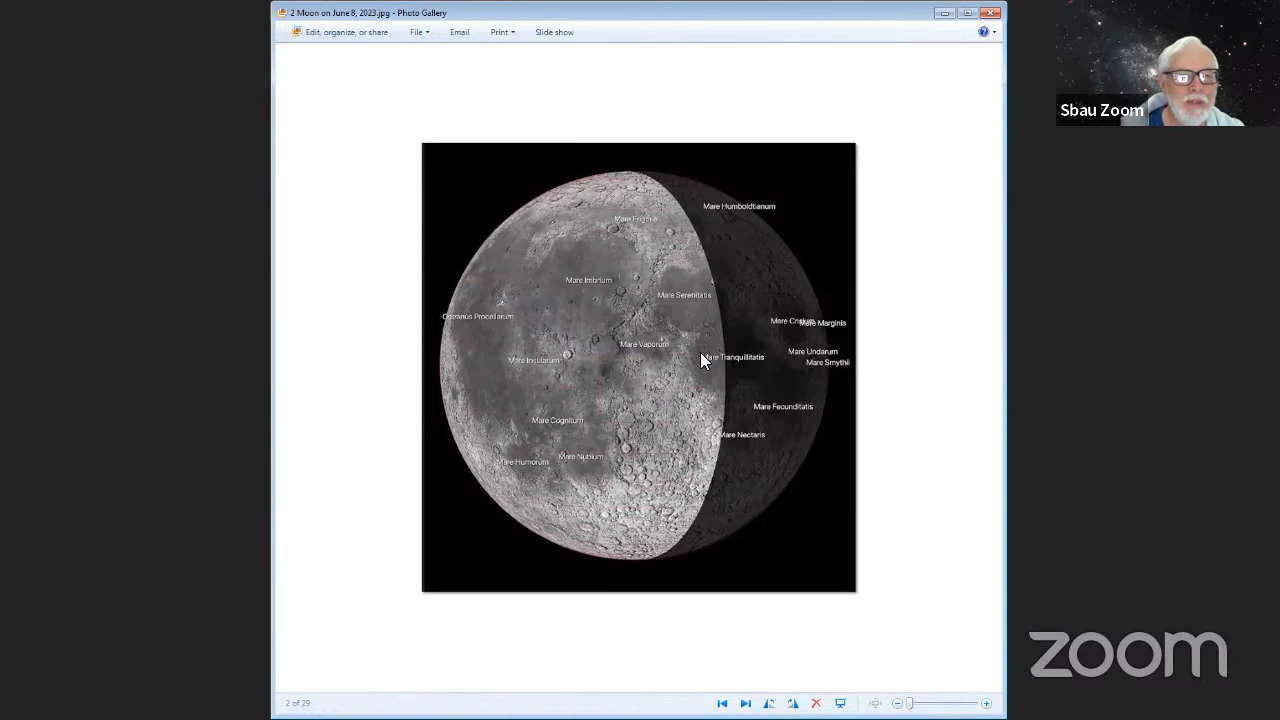 2 Moon on June 8, 2023.jpg - Photo Gallery
Edit, organize, or share File Email Print Slide show
Sbau Zoom
Mare Humboldtianum
Mare Frigoris
Mare Imbrium
Mare Serenitatis
Oceanus Procellarum
Mare Crisium
Mare Marginis
Mare Vaporum
Mare Insularum
Mare Tranquillitatis
Mare Undarum
Mare Smythii
Mare Fecunditatis
Mare Cognitum
Mare Nectaris
Mare Humorum
Mare Nubium
zoom
2 of 29